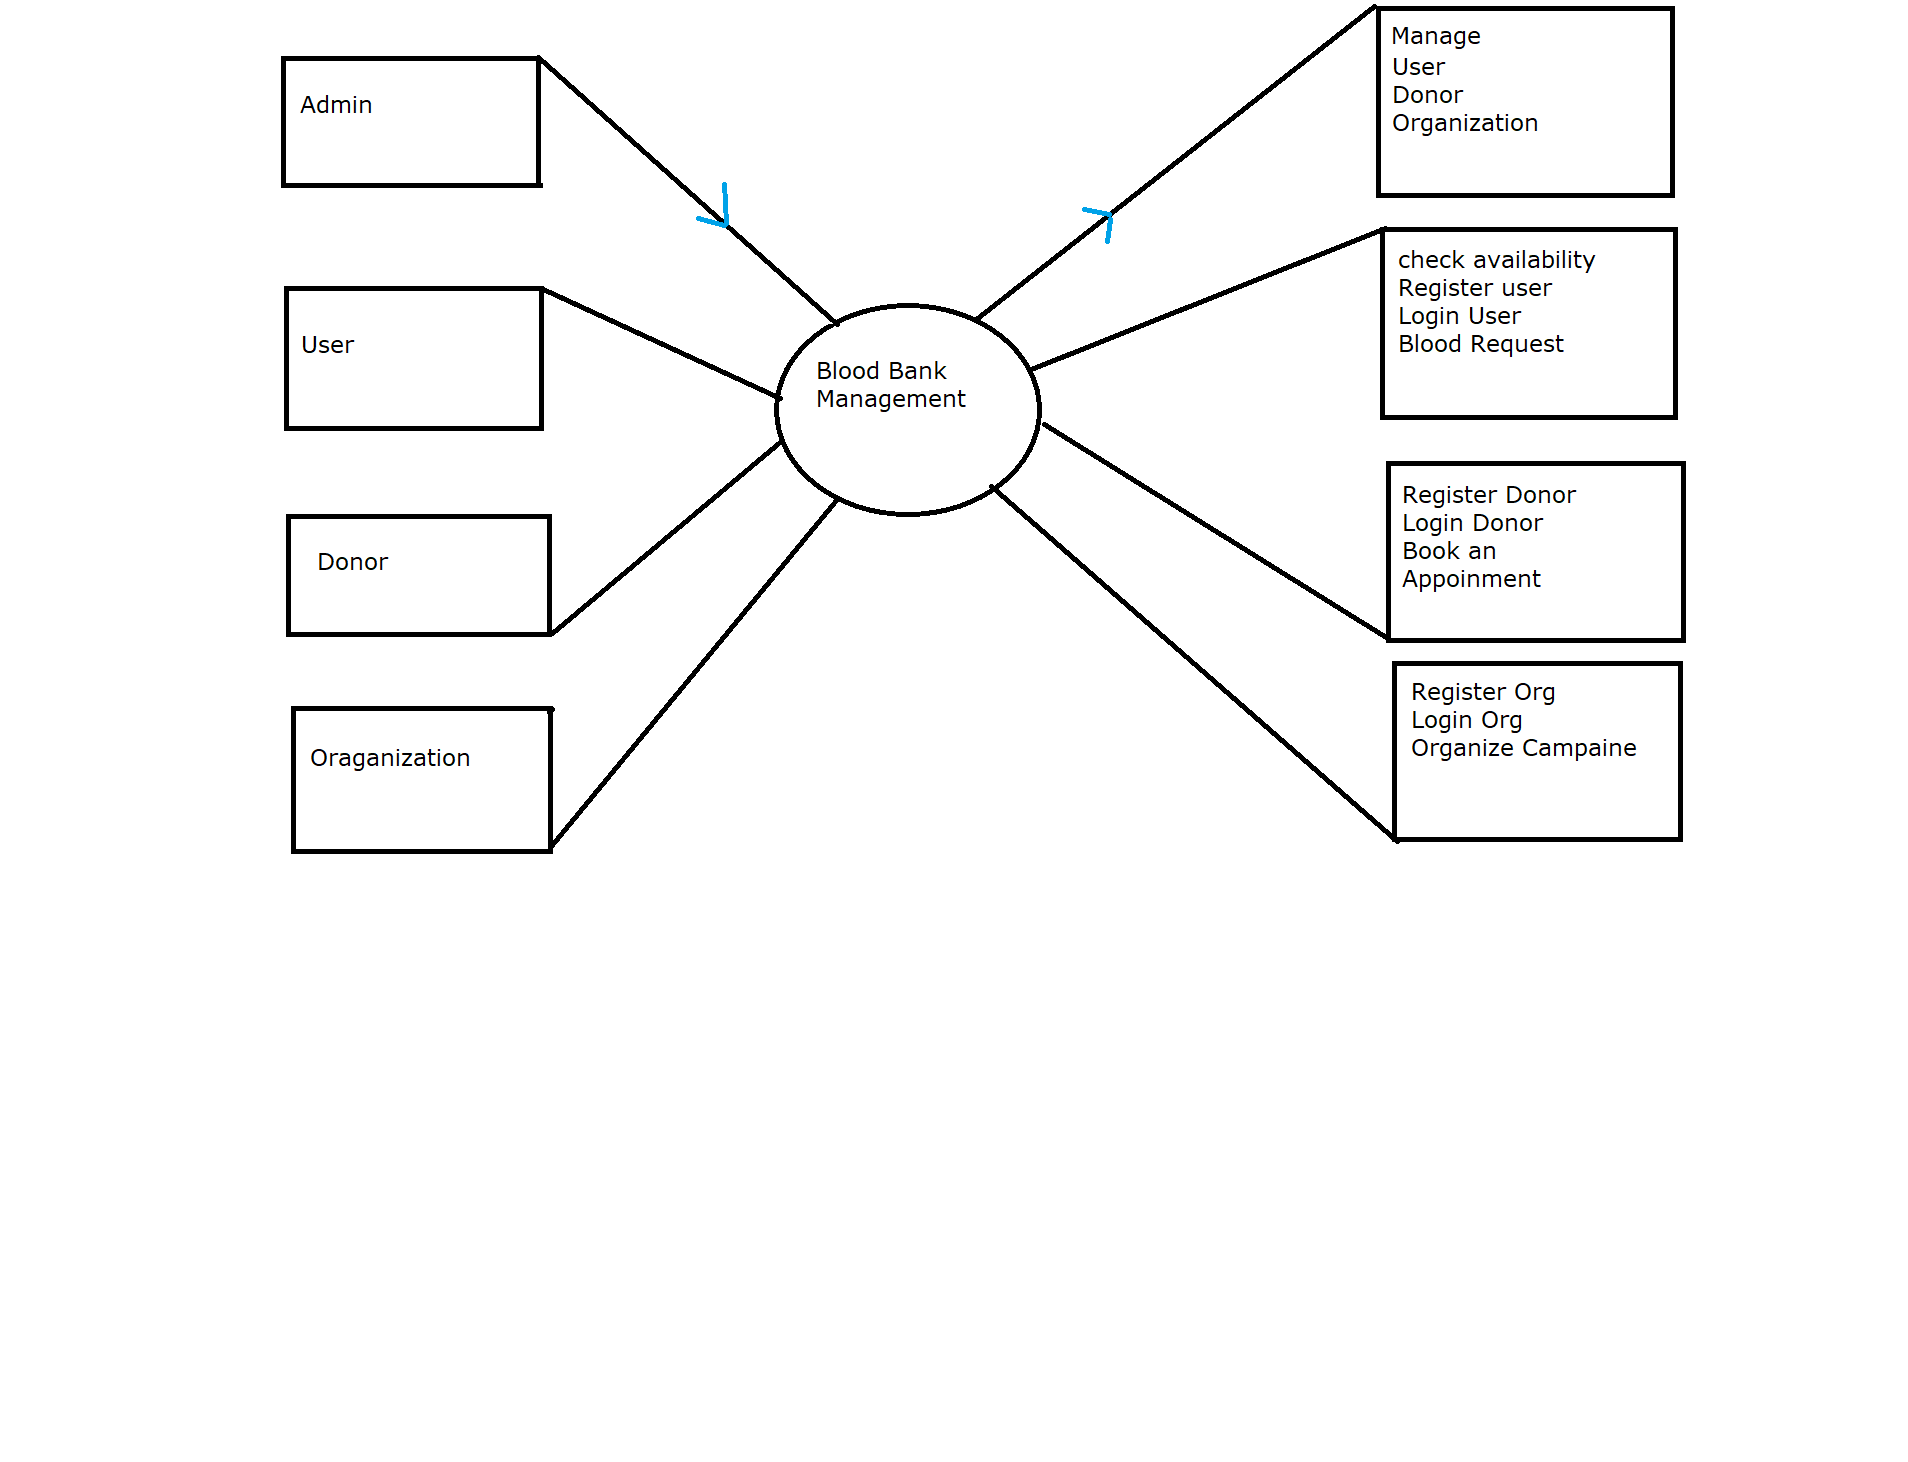 Admin
User
Donor
Oraganization
Blood Bank
Management
Manage
User
Donor
Organization
check availability
Register user
Login User
Blood Request
Register Donor
Login Donor
Book an
Appoinment
Register Org
Login Org
Organize Campaine